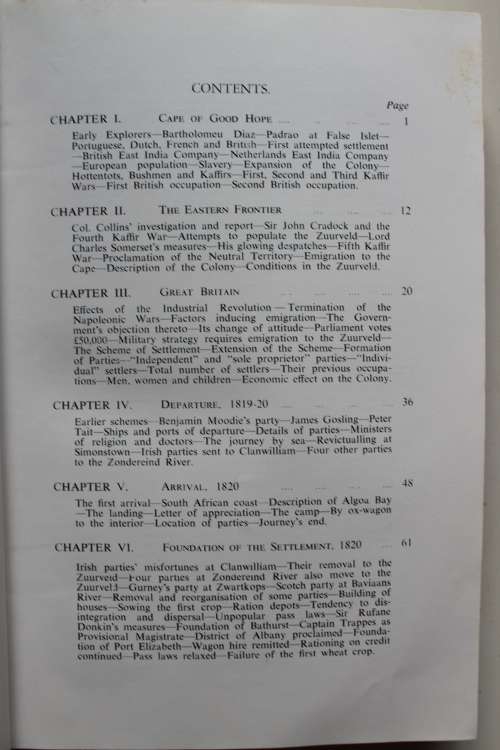 CONTENTS.
Page
CHAPTER I. CAPE OF GOOD HOPE .... .... .... 1
Early Explorers—Bartholomeu Diaz—Padrao at False Islet—
Portuguese, Dutch, French and British—First attempted settlement
—British East India Company—Netherlands East India Company
—European population—Slavery—Expansion of the Colony—
Hottentots, Bushmen and Kaffirs—First, Second and Third Kaffir
Wars—First British occupation—Second British occupation.
CHAPTER II. THE EASTERN FRONTIER .... .... .... 12
Col. Collins' investigation and report—Sir John Cradock and the
Fourth Kaffir War—Attempts to populate the Zuurveld—Lord
Charles Somerset's measures—His glowing despatches—Fifth Kaffir
War—Proclamation of the Neutral Territory—Emigration to the
Cape—Description of the Colony—Conditions in the Zuurveld.
CHAPTER III. GREAT BRITAIN .... .... .... 20
Effects of the Industrial Revolution—Termination of the
Napoleonic Wars—Factors inducing emigration—The Govern-
ment's objection thereto—Its change of attitude—Parliament votes
£50,000—Military strategy requires emigration to the Zuurveld—
The Scheme of Settlement—Extension of the Scheme—Formation
of Parties—"Independent" and "sole proprietor" parties—"Indivi-
dual" settlers—Total number of settlers—Their previous occupa-
tions—Men, women and children—Economic effect on the Colony.
CHAPTER IV. DEPARTURE, 1819-20 .... .... .... 36
Earlier schemes—Benjamin Moodie's party—James Gosling—Peter
Tait—Ships and ports of departure—Details of parties—Ministers
of religion and doctors—The journey by sea—Revictualling at
Simonstown—Irish parties sent to Clanwilliam—Four other parties
to the Zondereind River.
CHAPTER V. ARRIVAL, 1820 .... .... .... 48
The first arrival—South African coast—Description of Algoa Bay
—The landing—Letter of appreciation—The camp—By ox-wagon
to the interior—Location of parties—Journey's end.
CHAPTER VI. FOUNDATION OF THE SETTLEMENT, 1820 .... 61
Irish parties' misfortunes at Clanwilliam—Their removal to the
Zuurveld—Four parties at Zondereind River also move to the
Zuurveld—Gurney's party at Zwartkops—Scotch party at Baviaans
River—Removal and reorganisation of some parties—Building of
houses—Sowing the first crop—Ration depots—Tendency to dis-
integration and dispersal—Unpopular pass laws—Sir Rufane
Donkin's measures—Foundation of Bathurst—Captain Trappes as
Provisional Magistrate—District of Albany proclaimed—Founda-
tion of Port Elizabeth—Wagon hire remitted—Rationing on credit
continued—Pass laws relaxed—Failure of the first wheat crop.